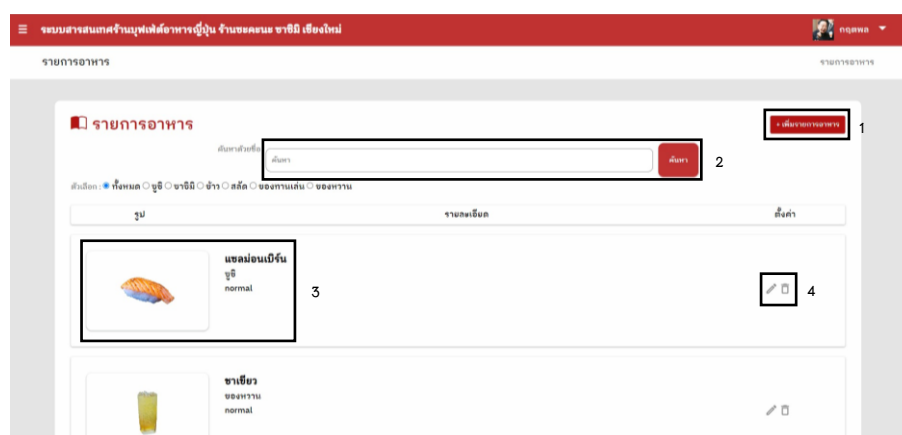 ระบบสารสนเทศร้านบุฟเฟ่ต์อาหารญี่ปุ่น ร้านซะคะนะ ซาชิมิ เชียงใหม่
กฤตพล
รายการอาหาร
รายการอาหาร
รายการอาหาร
+ เพิ่มรายการอาหาร
1
ค้นหาด้วยชื่อ
ค้นหา
ค้นหา
2
ตัวเลือก : ทั้งหมด ซูชิ ซาชิมิ ข้าว สลัด ของทานเล่น ของหวาน
รูป รายละเอียด ตั้งค่า
แซลม่อนเบิร์น
ซูชิ
normal
3
4
ชาเขียว
ของหวาน
normal